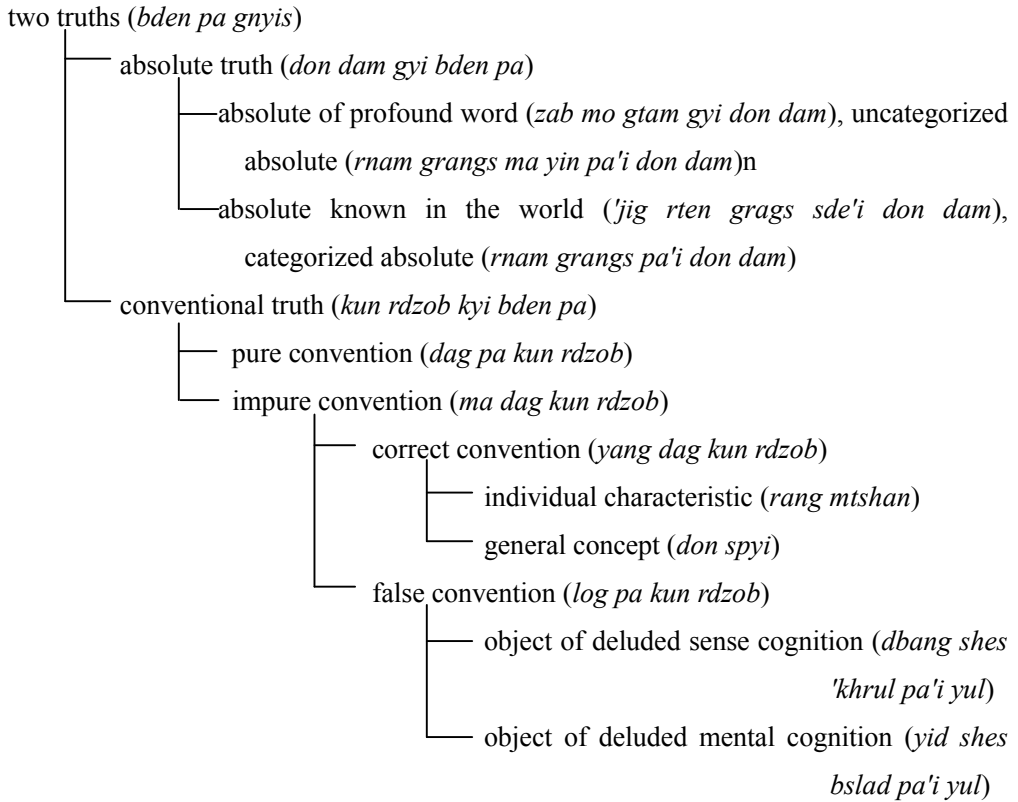 two truths (bden pa gnyis)
absolute truth (don dam gyi bden pa)
absolute of profound word (zab mo gtam gyi don dam), uncategorized
absolute (rnam grangs ma yin pa'i don dam)n
absolute known in the world ('jig rten grags sde'i don dam),
categorized absolute (rnam grangs pa'i don dam)
conventional truth (kun rdzob kyi bden pa)
pure convention (dag pa kun rdzob)
impure convention (ma dag kun rdzob)
correct convention (yang dag kun rdzob)
individual characteristic (rang mtshan)
general concept (don spyi)
false convention (log pa kun rdzob)
object of deluded sense cognition (dbang shes
'khrul pa'i yul)
object of deluded mental cognition (yid shes
bslad pa'i yul)